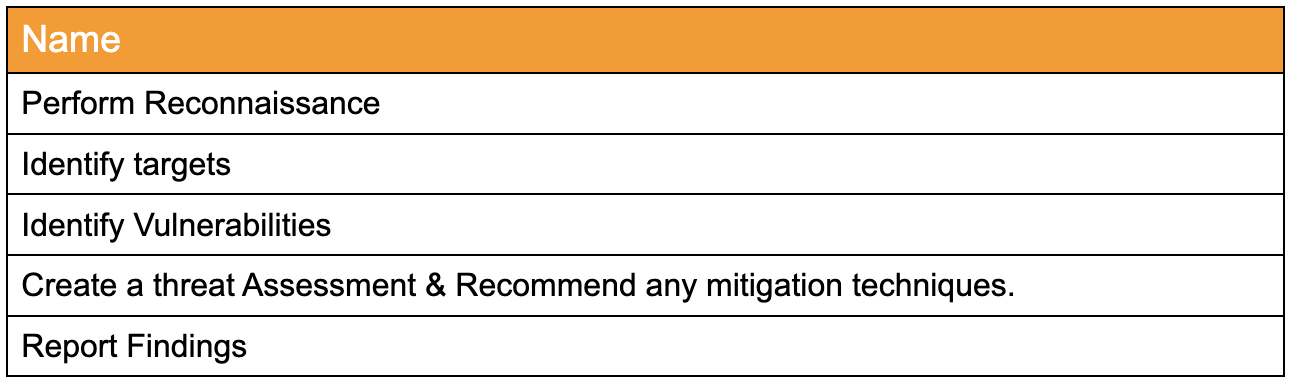 Name
Perform Reconnaissance
Identify targets
Identify Vulnerabilities
Create a threat Assessment & Recommend any mitigation techniques.
Report Findings